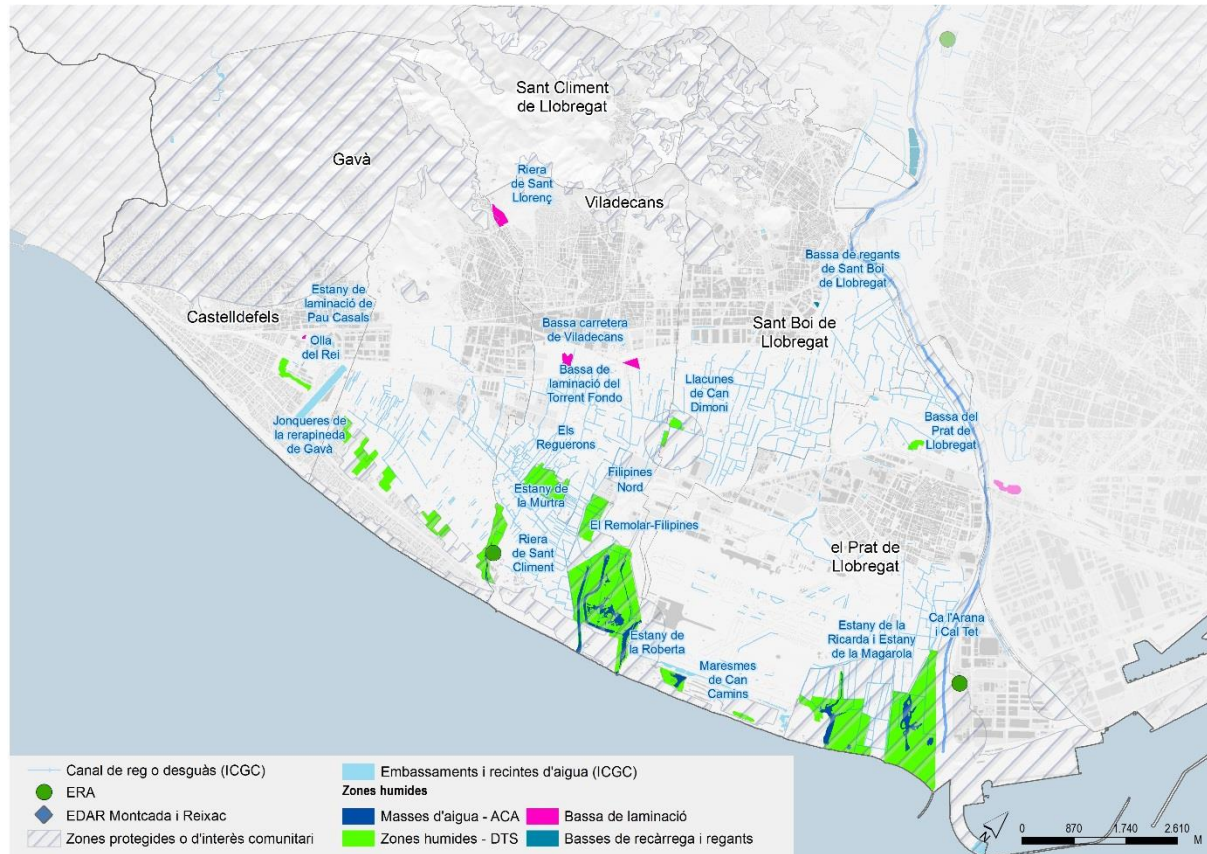 Sant Climent
de Llobregat
Gavà
Riera
de Sant
Llorenç
Viladecans
Bassa de regants
de Sant Boi
de Llobregat
Estany de
laminació de
Pau Casals
Castelldefels
Olla
del Rei
Bassa carretera
de Viladecans
Sant Boi de
Llobregat
Bassa de
laminació del
Torrent Fondo
Llacunes
de Can
Dimoni
Jonqueres de
la rerapineda
de Gavà
Bassa del
Prat de
Llobregat
Els
Reguerons
Filipines
Nord
Estany de
la Murtra
El Remolar-Filipines
Riera
de Sant
Climent
el Prat de
Llobregat
Estany de
la Roberta
Estany de la
Ricarda i Estany
de la Magarola
Ca l'Arana
i Cal Tet
Maresmes
de Can
Camins
Canal de reg o desguàs (ICGC)
ERA
EDAR Montcada i Reixac
Zones protegides o d'interès comunitari
Embassaments i recintes d'aigua (ICGC)
Zones humides
Masses d'aigua - ACA
Zones humides - DTS
Bassa de laminació
Basses de recàrrega i regants
N
0 870 1.740 2.610
M